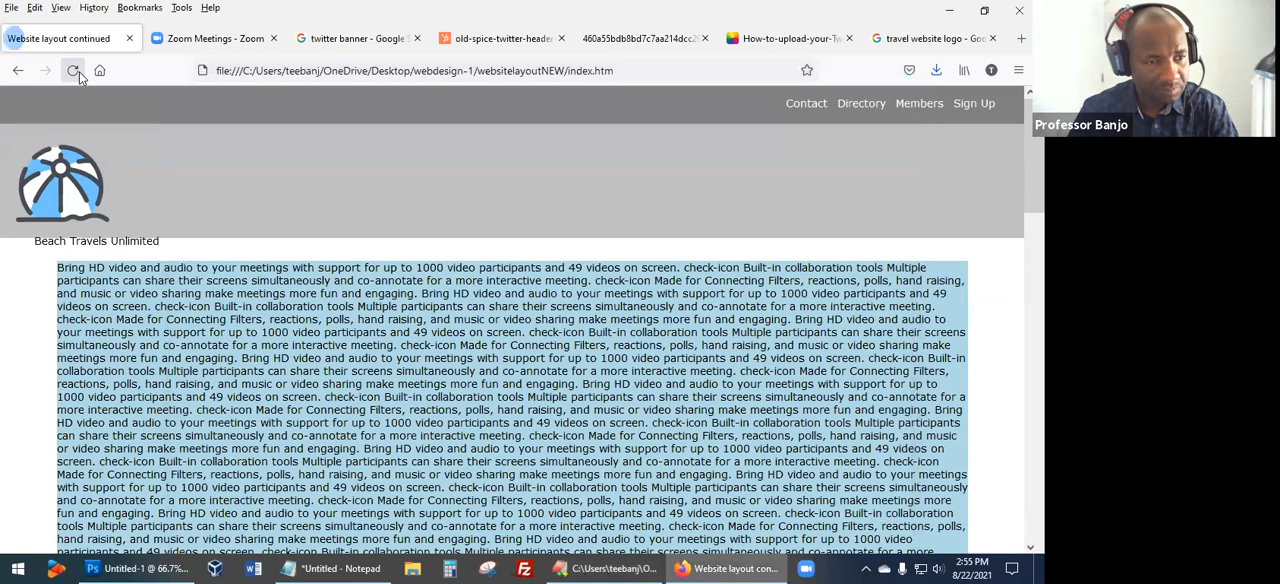 File Edit View History Bookmarks Tools Help
Website layout continued
Zoom Meetings - Zoom
twitter banner - Google S
old-spice-twitter-header
460a55bdb8bd7c7aa214dcc29
How-to-upload-your-Tw
travel website logo - Goo
file:///C:/Users/teebanj/OneDrive/Desktop/webdesign-1/websitelayoutNEW/index.htm
T
Contact Directory Members Sign Up
Professor Banjo
Beach Travels Unlimited
Bring HD video and audio to your meetings with support for up to 1000 video participants and 49 videos on screen. check-icon Built-in collaboration tools Multiple
participants can share their screens simultaneously and co-annotate for a more interactive meeting. check-icon Made for Connecting Filters, reactions, polls, hand raising,
and music or video sharing make meetings more fun and engaging. Bring HD video and audio to your meetings with support for up to 1000 video participants and 49
videos on screen. check-icon Built-in collaboration tools Multiple participants can share their screens simultaneously and co-annotate for a more interactive meeting.
check-icon Made for Connecting Filters, reactions, polls, hand raising, and music or video sharing make meetings more fun and engaging. Bring HD video and audio to
your meetings with support for up to 1000 video participants and 49 videos on screen. check-icon Built-in collaboration tools Multiple participants can share their screens
simultaneously and co-annotate for a more interactive meeting. check-icon Made for Connecting Filters, reactions, polls, hand raising, and music or video sharing make
meetings more fun and engaging. Bring HD video and audio to your meetings with support for up to 1000 video participants and 49 videos on screen. check-icon Built-in
collaboration tools Multiple participants can share their screens simultaneously and co-annotate for a more interactive meeting. check-icon Made for Connecting Filters,
reactions, polls, hand raising, and music or video sharing make meetings more fun and engaging. Bring HD video and audio to your meetings with support for up to
1000 video participants and 49 videos on screen. check-icon Built-in collaboration tools Multiple participants can share their screens simultaneously and co-annotate for a
more interactive meeting. check-icon Made for Connecting Filters, reactions, polls, hand raising, and music or video sharing make meetings more fun and engaging. Bring
HD video and audio to your meetings with support for up to 1000 video participants and 49 videos on screen. check-icon Built-in collaboration tools Multiple participants
can share their screens simultaneously and co-annotate for a more interactive meeting. check-icon Made for Connecting Filters, reactions, polls, hand raising, and music
or video sharing make meetings more fun and engaging. Bring HD video and audio to your meetings with support for up to 1000 video participants and 49 videos on
screen. check-icon Built-in collaboration tools Multiple participants can share their screens simultaneously and co-annotate for a more interactive meeting. check-icon
Made for Connecting Filters, reactions, polls, hand raising, and music or video sharing make meetings more fun and engaging. Bring HD video and audio to your meetings
with support for up to 1000 video participants and 49 videos on screen. check-icon Built-in collaboration tools Multiple participants can share their screens simultaneously
and co-annotate for a more interactive meeting. check-icon Made for Connecting Filters, reactions, polls, hand raising, and music or video sharing make meetings more
fun and engaging. Bring HD video and audio to your meetings with support for up to 1000 video participants and 49 videos on screen. check-icon Built-in collaboration
tools Multiple participants can share their screens simultaneously and co-annotate for a more interactive meeting. check-icon Made for Connecting Filters, reactions, polls,
hand raising, and music or video sharing make meetings more fun and engaging. Bring HD video and audio to your meetings with support for up to 1000 video
participants and 49 videos on screen. check-icon Built-in collaboration tools Multiple participants can share their screens simultaneously and co-annotate for a more
Untitled-1 @ 66.7%...
*Untitled - Notepad
C:\Users\teebanj\O...
Website layout con...
2:55 PM
8/22/2021